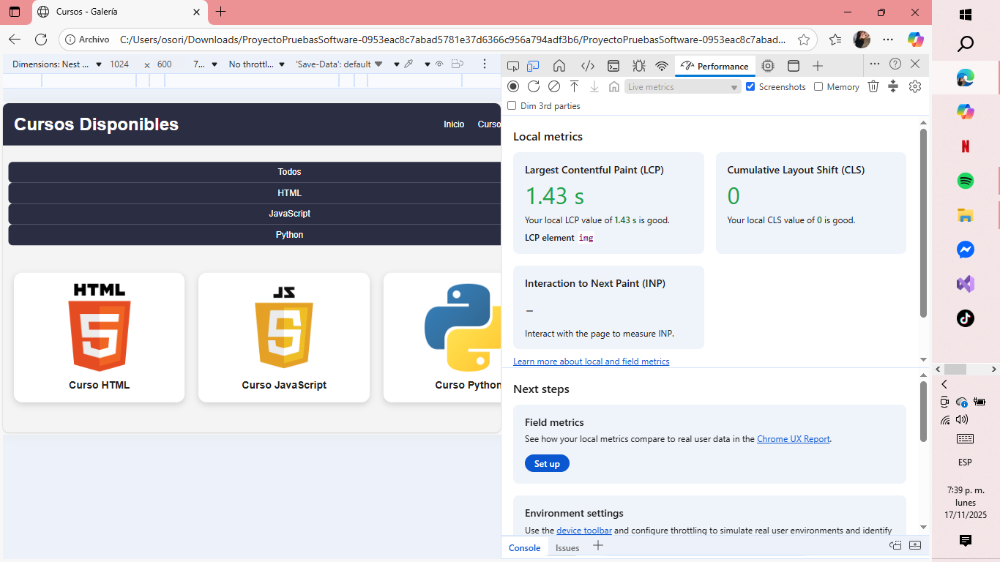 Cursos - Galería
Archivo
C:/Users/osori/Downloads/ProyectoPruebasSoftware-0953eac8c7abad5781e37d6366c956a794adf3b6/ProyectoPruebasSoftware-0953eac8c7abad...
Dimensions: Nest ... 1024 × 600 7... No throttl... 'Save-Data': default
Cursos Disponibles
Inicio Curso
Todos
HTML
JavaScript
Python
HTML
5
Curso HTML
JS
5
Curso JavaScript
Curso Python
Performance
Live metrics
Screenshots
Memory
Dim 3rd parties
Local metrics
Largest Contentful Paint (LCP)
1.43 s
Your local LCP value of 1.43 s is good.
LCP element img
Cumulative Layout Shift (CLS)
0
Your local CLS value of 0 is good.
Interaction to Next Paint (INP)
-
Interact with the page to measure INP.
Learn more about local and field metrics
Next steps
Field metrics
See how your local metrics compare to real user data in the Chrome UX Report.
Set up
Environment settings
Use the device toolbar and configure throttling to simulate real user environments and identify
Console Issues
N
ESP
7:39 p. m.
lunes
17/11/2025